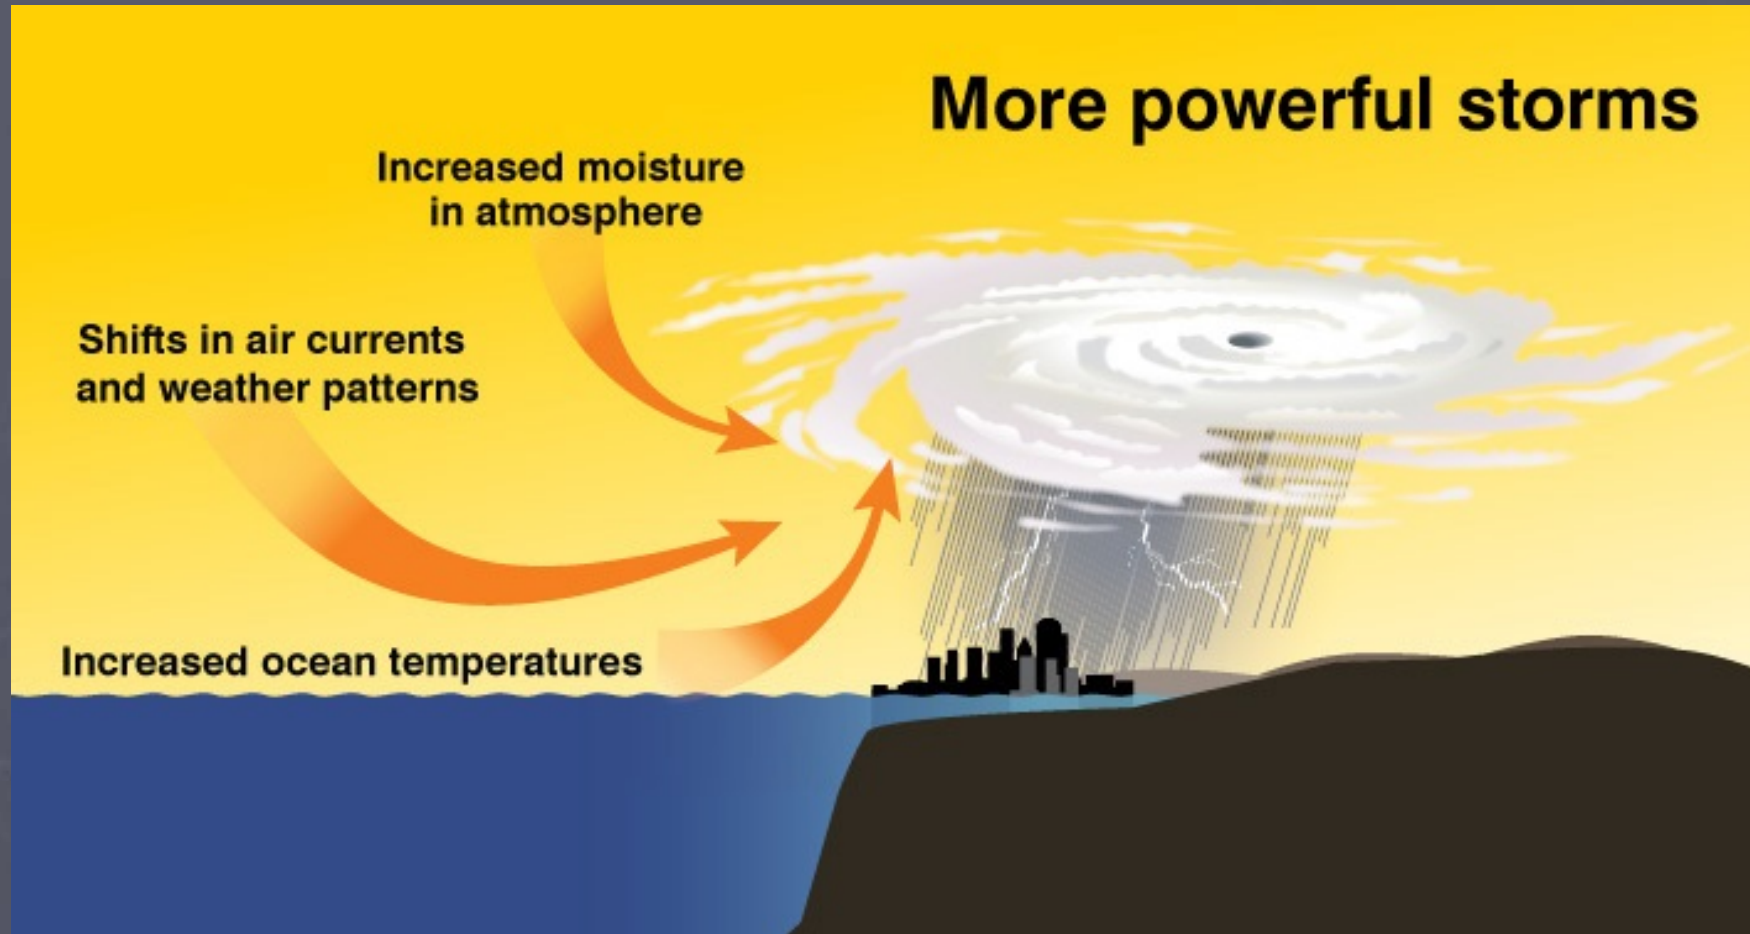 More powerful storms
Increased moisture
in atmosphere
Shifts in air currents
and weather patterns
Increased ocean temperatures